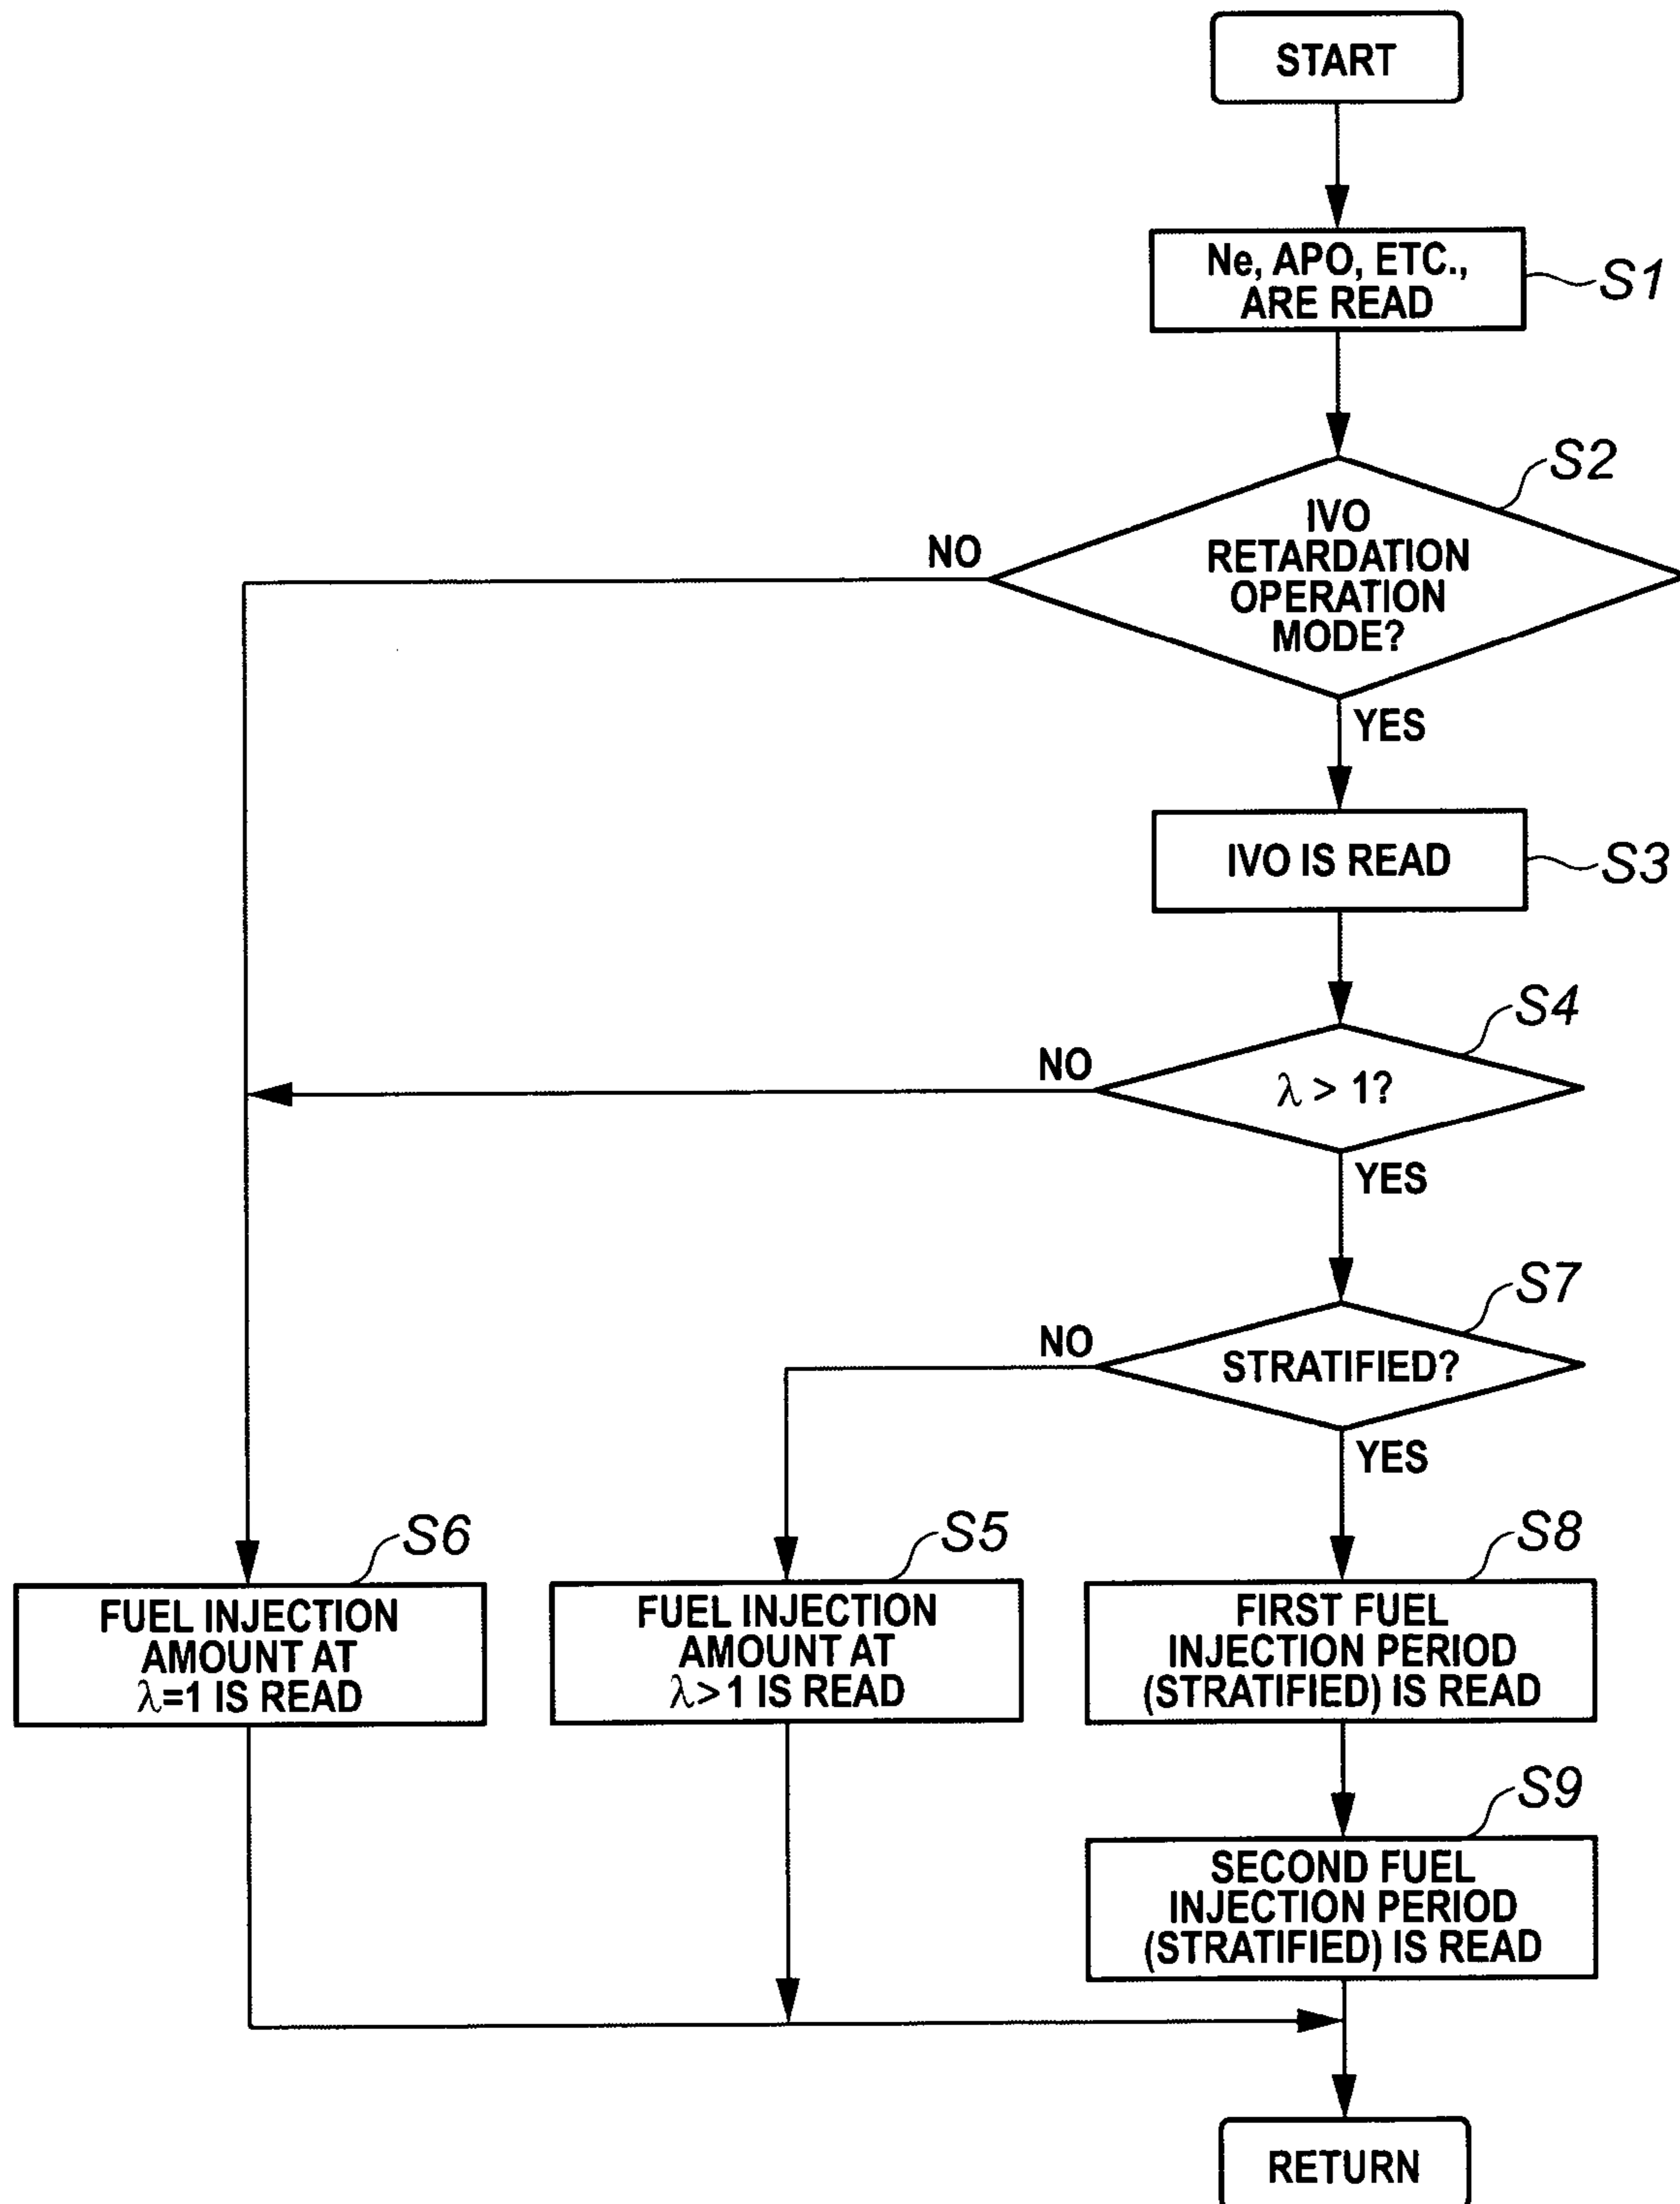 START
Ne, APO, ETC.,
ARE READ
S1
S2
IVO
RETARDATION
OPERATION
MODE?
NO
YES
IVO IS READ
S3
S4
λ > 1?
NO
YES
S7
STRATIFIED?
NO
YES
S6
FUEL INJECTION
AMOUNT AT
λ=1 IS READ
S5
FUEL INJECTION
AMOUNT AT
λ>1 IS READ
S8
FIRST FUEL
INJECTION PERIOD
(STRATIFIED) IS READ
S9
SECOND FUEL
INJECTION PERIOD
(STRATIFIED) IS READ
RETURN